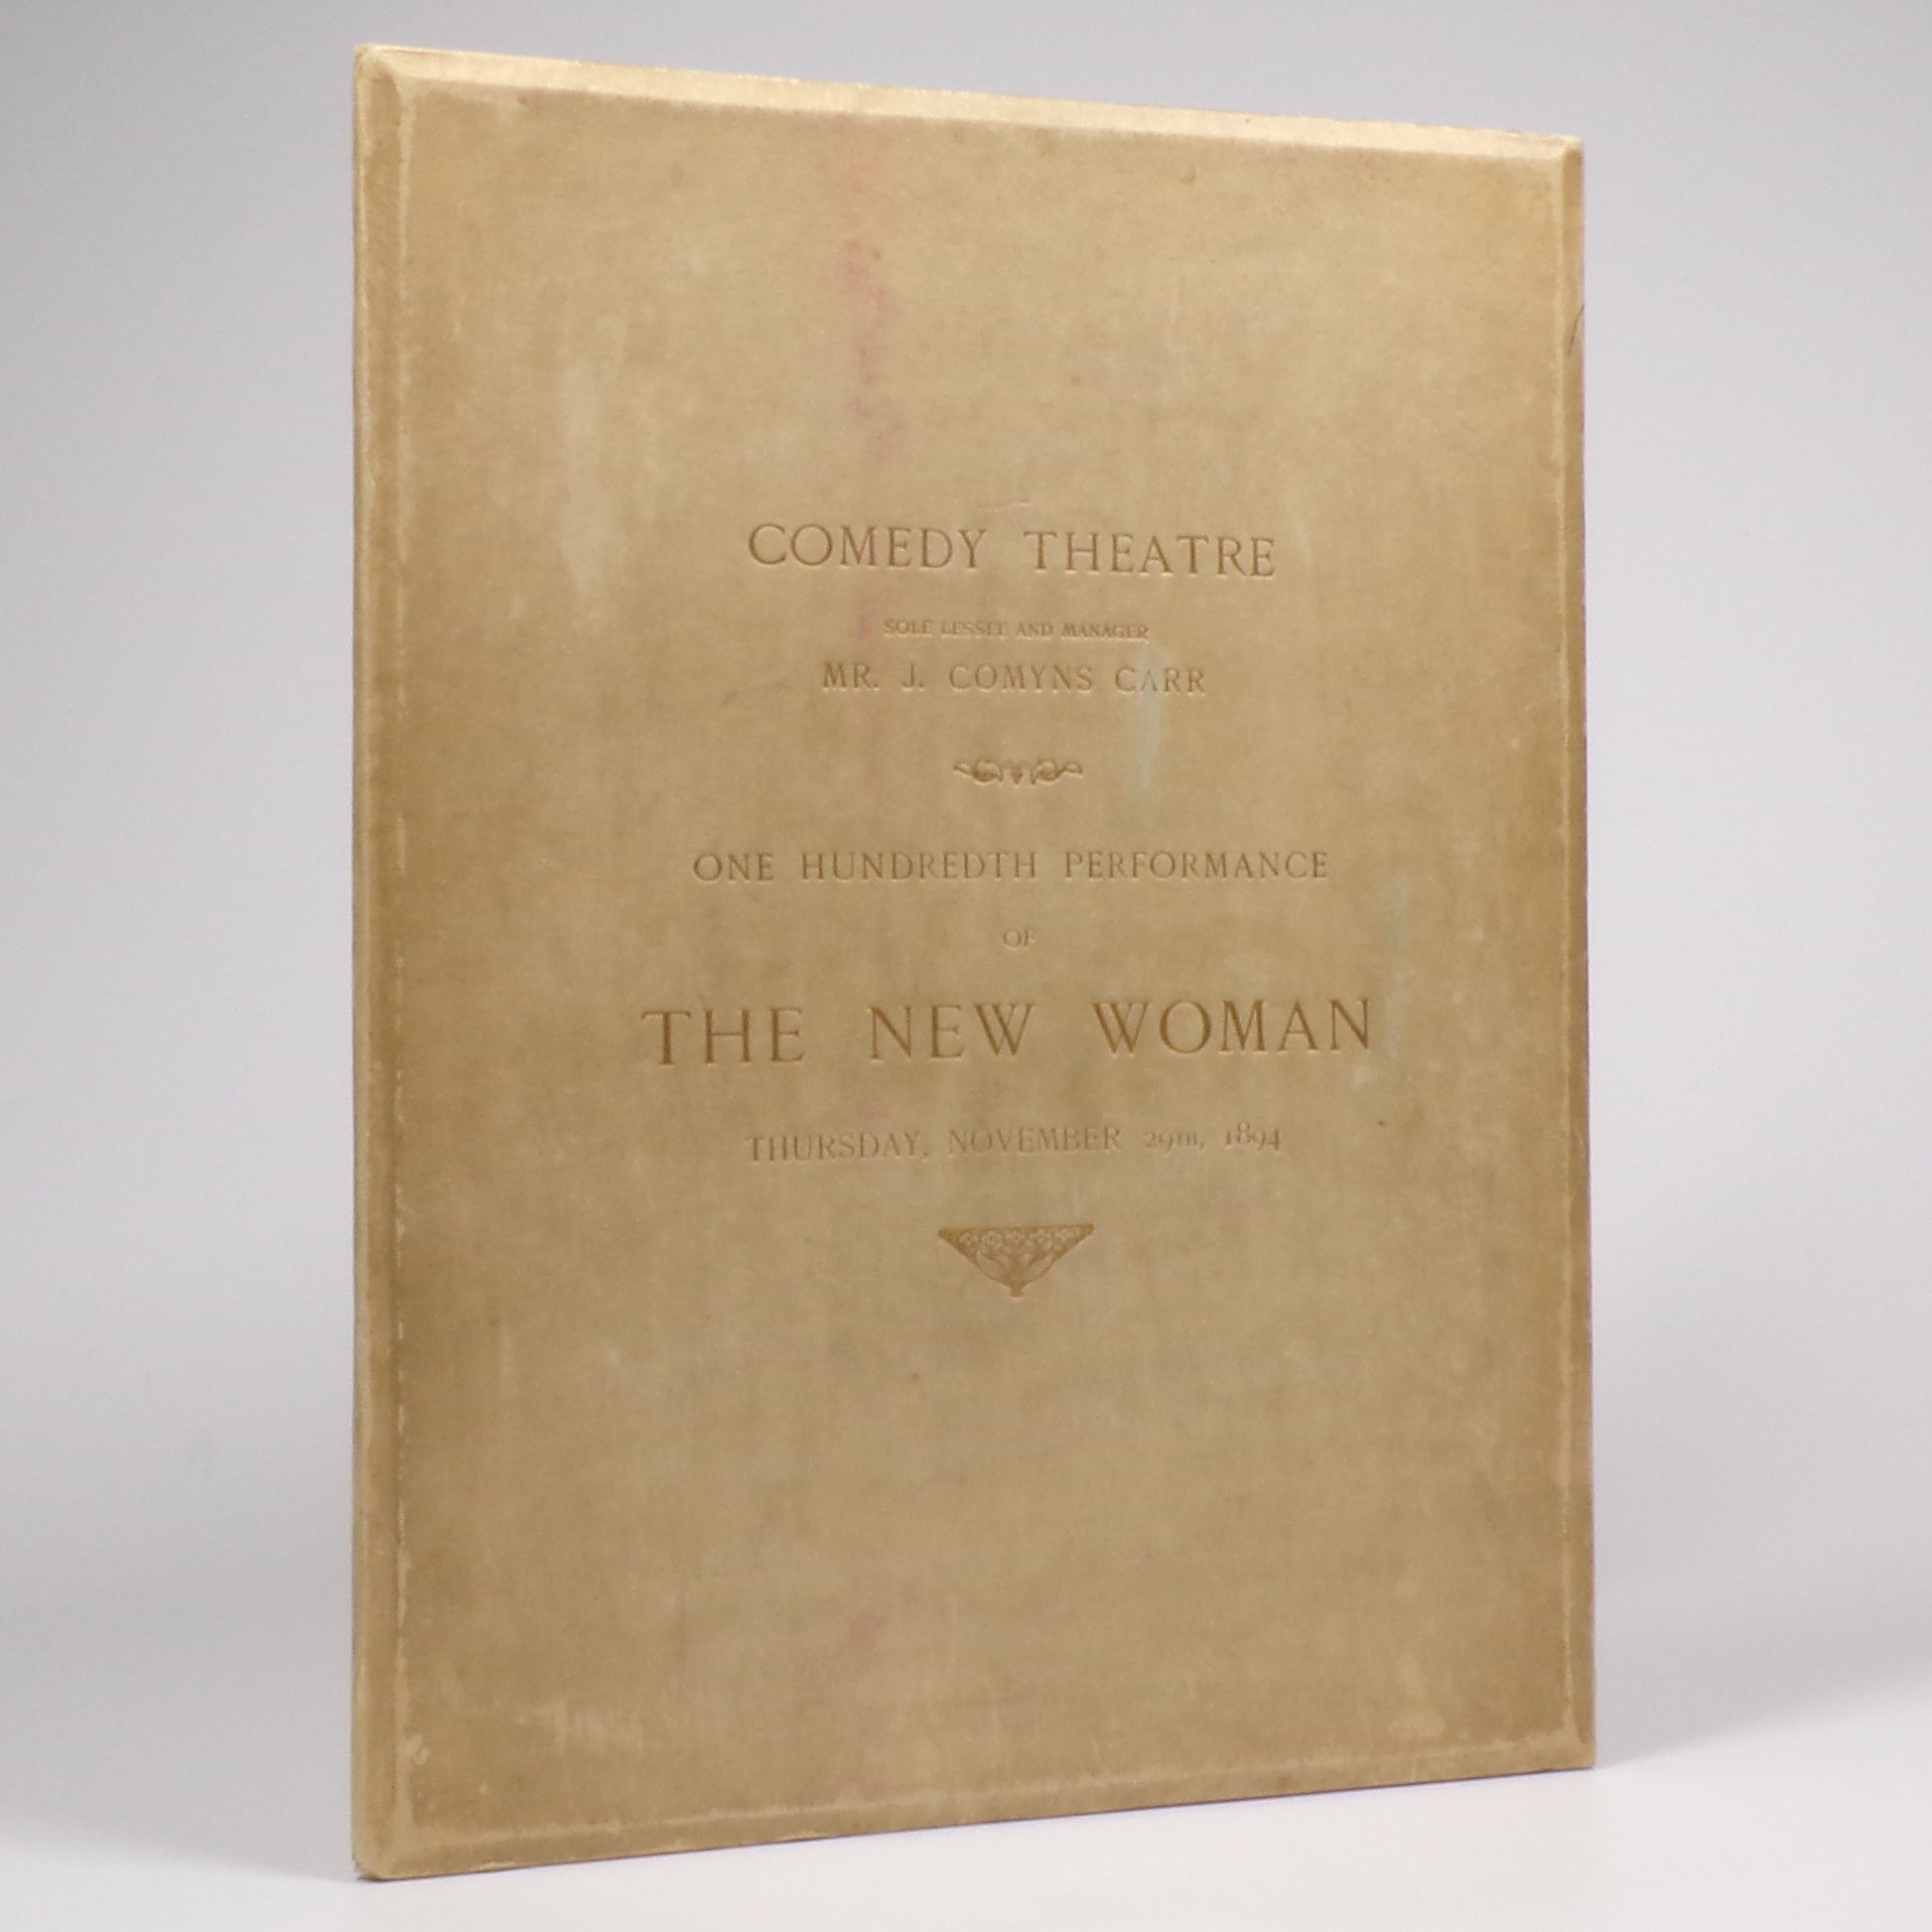 COMEDY THEATRE
SOLE LESSEE AND MANAGER
MR. J. COMYNS CARR
ONE HUNDREDTH PERFORMANCE
OF
THE NEW WOMAN
THURSDAY, NOVEMBER 29TH, 1894